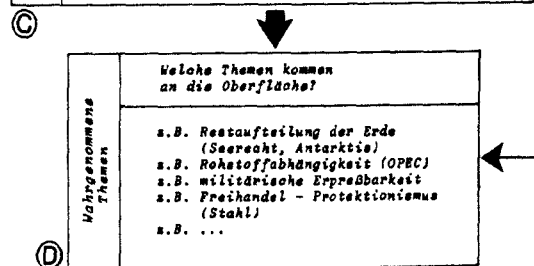 C
Welche Themen kommen
an die Oberfläche?
Wahrgenommene
Themen
z.B. Restaufteilung der Erde
(Seerecht, Antarktis)
z.B. Rohstoffabhängigkeit (OPEC)
z.B. militärische Erpreßbarkeit
z.B. Freihandel - Protektionismus
(Stahl)
z.B. ...
D